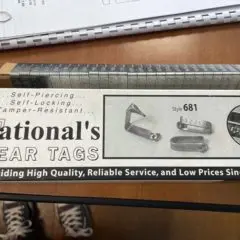 Self-Piercing...
Self-Locking...
Tamper-Resistant...
Style 681
ational's
EAR TAGS
iding High Quality, Reliable Service, and Low Prices Sin